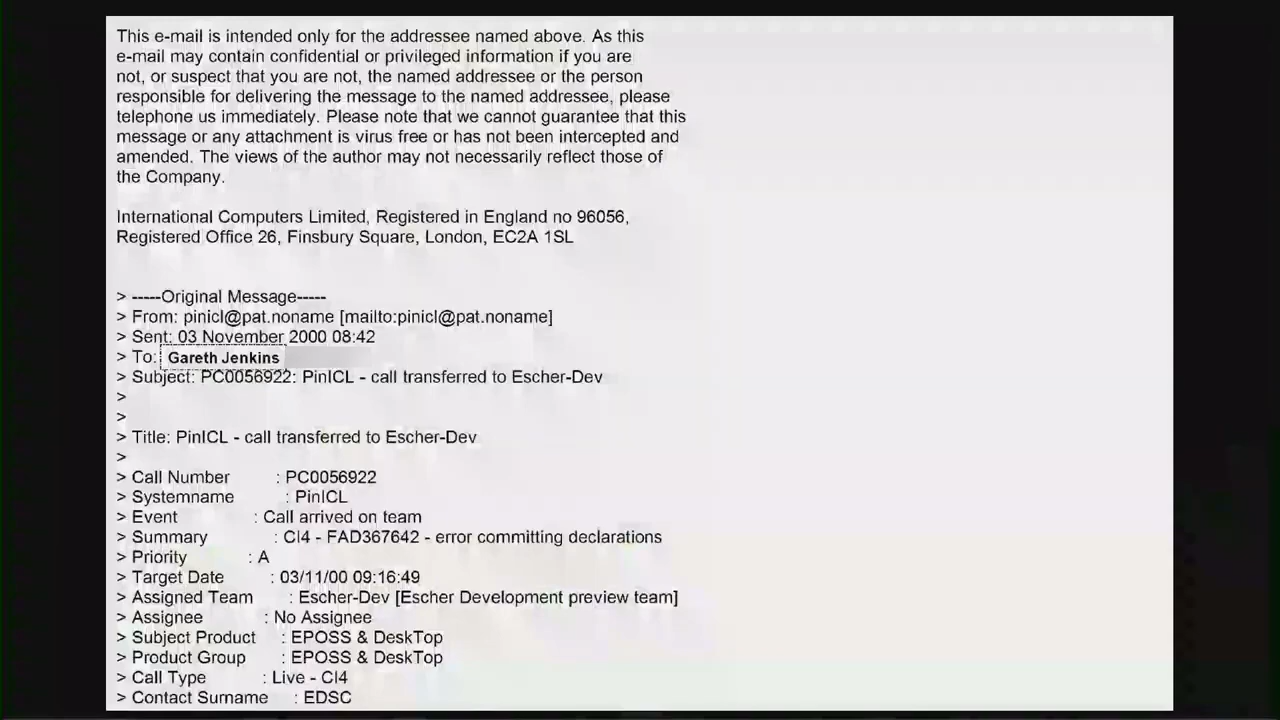 This e-mail is intended only for the addressee named above. As this
e-mail may contain confidential or privileged information if you are
not, or suspect that you are not, the named addressee or the person
responsible for delivering the message to the named addressee, please
telephone us immediately. Please note that we cannot guarantee that this
message or any attachment is virus free or has not been intercepted and
amended. The views of the author may not necessarily reflect those of
the Company.
International Computers Limited, Registered in England no 96056,
Registered Office 26, Finsbury Square, London, EC2A 1SL
> -----Original Message-----
> From: pinicl@pat.noname [mailto:pinicl@pat.noname]
> Sent: 03 November 2000 08:42
> To: Gareth Jenkins
> Subject: PC0056922: PinICL - call transferred to Escher-Dev
>
>
> Title: PinICL - call transferred to Escher-Dev
>
> Call Number : PC0056922
> Systemname : PinICL
> Event : Call arrived on team
> Summary : CI4 - FAD367642 - error committing declarations
> Priority : A
> Target Date : 03/11/00 09:16:49
> Assigned Team : Escher-Dev [Escher Development preview team]
> Assignee : No Assignee
> Subject Product : EPOSS & DeskTop
> Product Group : EPOSS & DeskTop
> Call Type : Live - CI4
> Contact Surname : EDSC